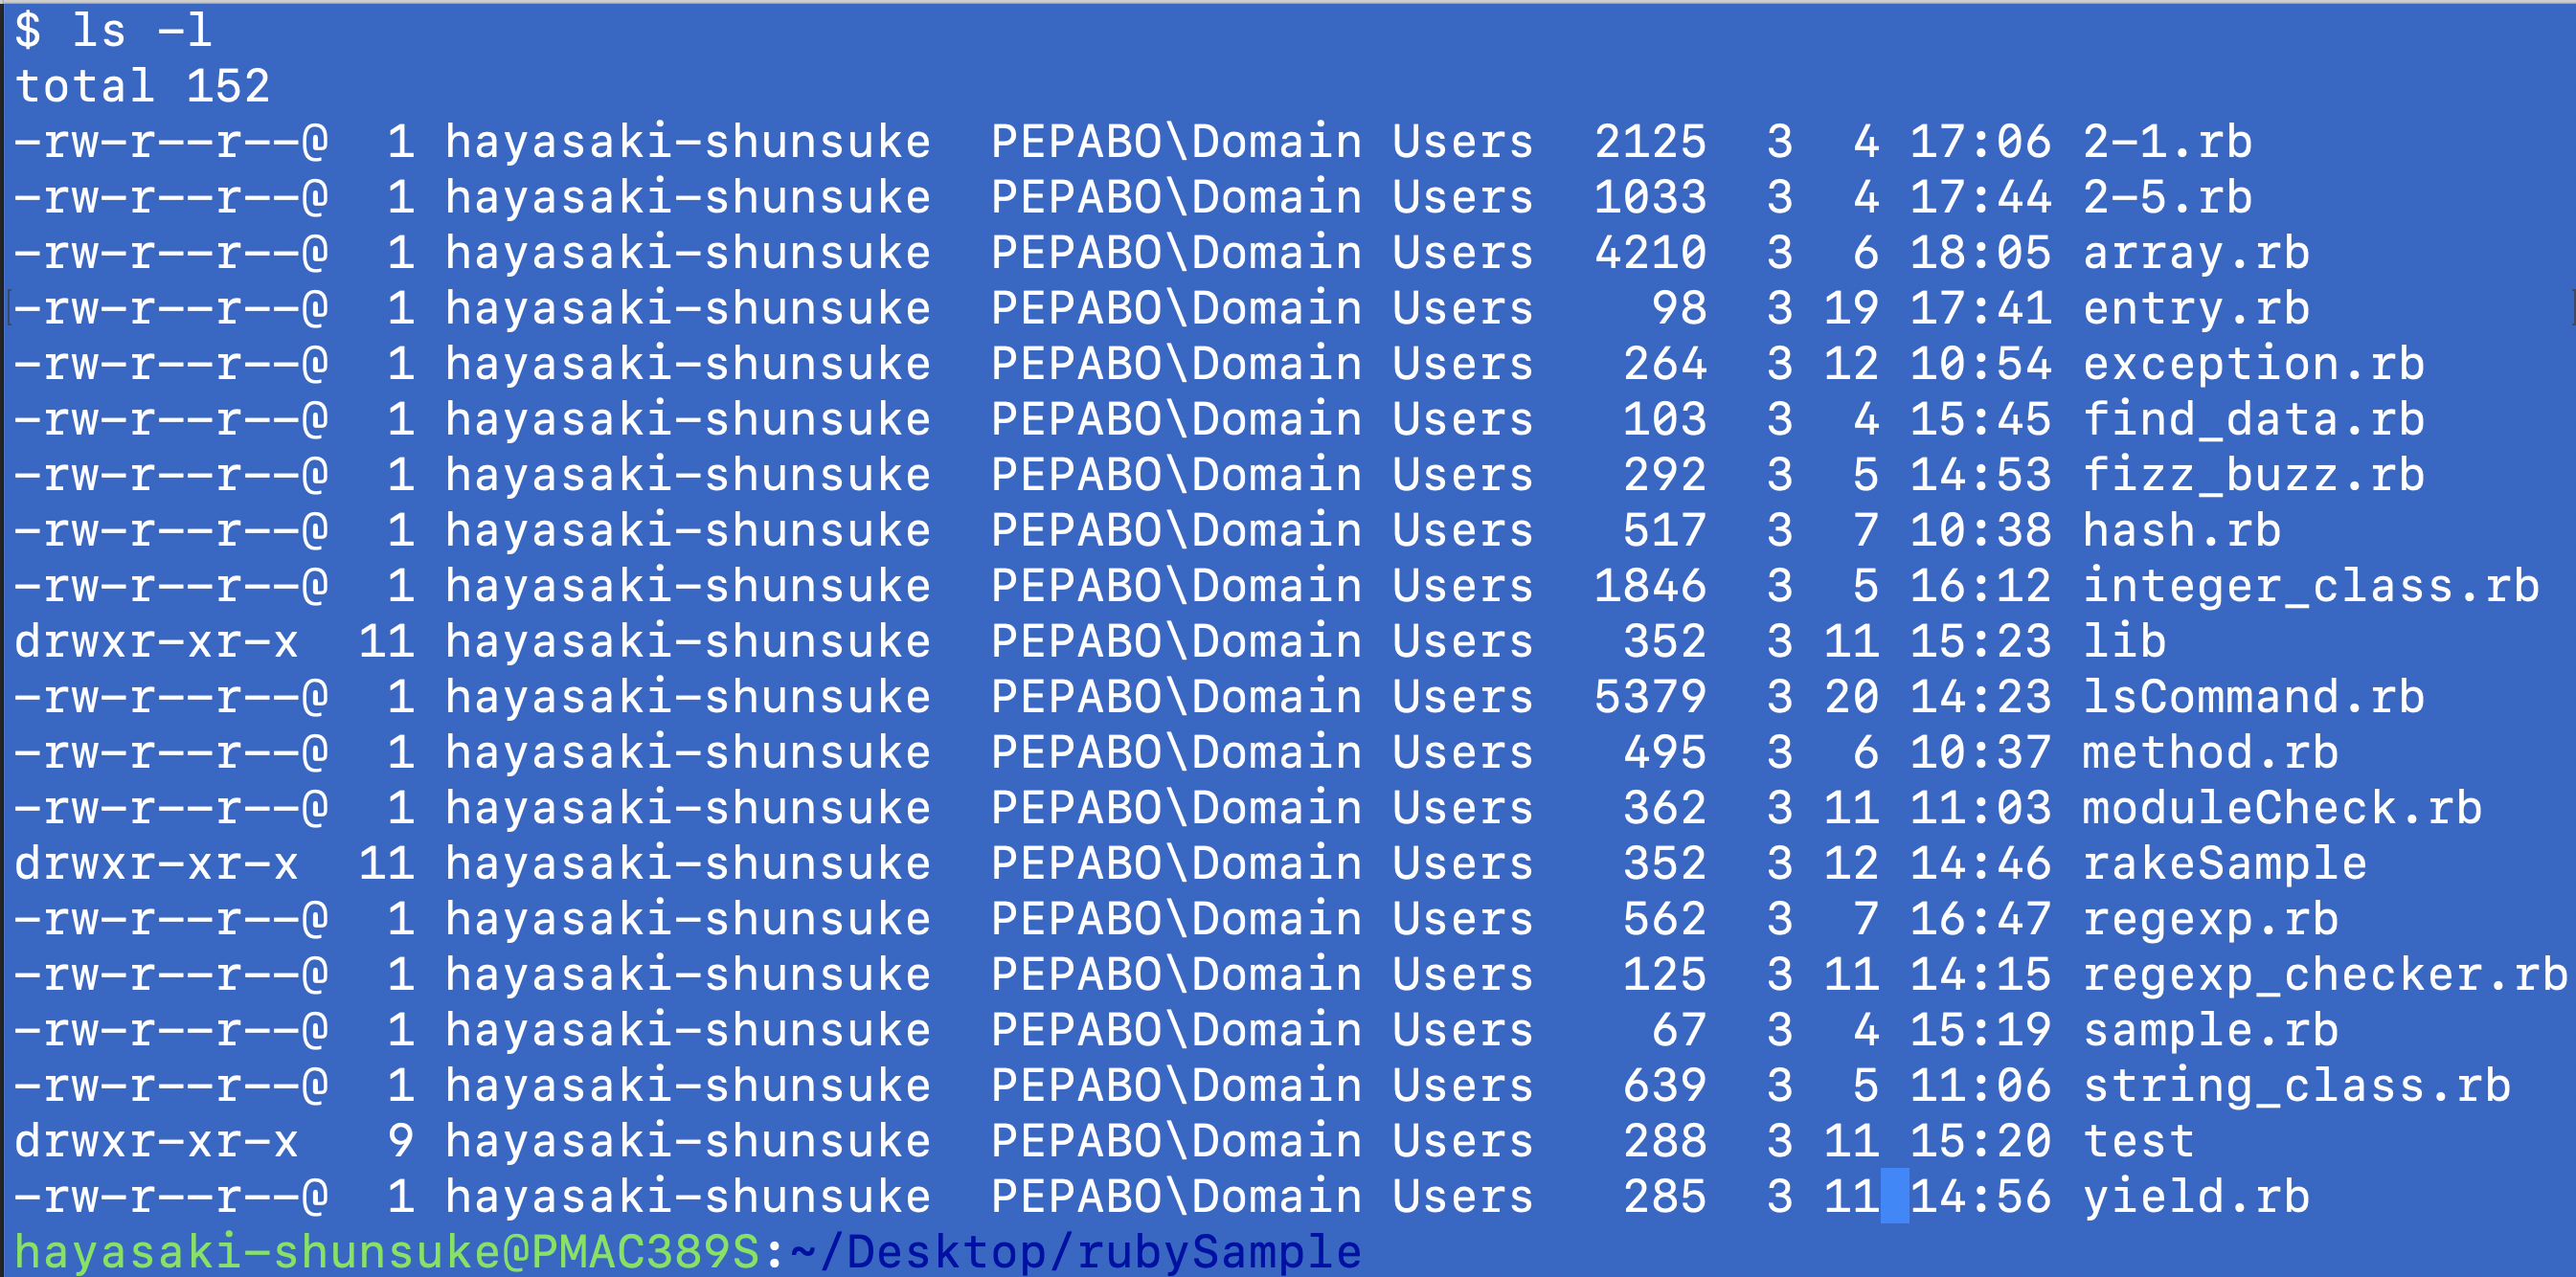 $ ls -l
total 152
-rw-r--r--@  1 hayasaki-shunsuke  PEPABO\Domain Users  2125  3  4 17:06 2-1.rb
-rw-r--r--@  1 hayasaki-shunsuke  PEPABO\Domain Users  1033  3  4 17:44 2-5.rb
-rw-r--r--@  1 hayasaki-shunsuke  PEPABO\Domain Users  4210  3  6 18:05 array.rb
-rw-r--r--@  1 hayasaki-shunsuke  PEPABO\Domain Users    98  3 19 17:41 entry.rb
-rw-r--r--@  1 hayasaki-shunsuke  PEPABO\Domain Users   264  3 12 10:54 exception.rb
-rw-r--r--@  1 hayasaki-shunsuke  PEPABO\Domain Users   103  3  4 15:45 find_data.rb
-rw-r--r--@  1 hayasaki-shunsuke  PEPABO\Domain Users   292  3  5 14:53 fizz_buzz.rb
-rw-r--r--@  1 hayasaki-shunsuke  PEPABO\Domain Users   517  3  7 10:38 hash.rb
-rw-r--r--@  1 hayasaki-shunsuke  PEPABO\Domain Users  1846  3  5 16:12 integer_class.rb
drwxr-xr-x  11 hayasaki-shunsuke  PEPABO\Domain Users   352  3 11 15:23 lib
-rw-r--r--@  1 hayasaki-shunsuke  PEPABO\Domain Users  5379  3 20 14:23 lsCommand.rb
-rw-r--r--@  1 hayasaki-shunsuke  PEPABO\Domain Users   495  3  6 10:37 method.rb
-rw-r--r--@  1 hayasaki-shunsuke  PEPABO\Domain Users   362  3 11 11:03 moduleCheck.rb
drwxr-xr-x  11 hayasaki-shunsuke  PEPABO\Domain Users   352  3 12 14:46 rakeSample
-rw-r--r--@  1 hayasaki-shunsuke  PEPABO\Domain Users   562  3  7 16:47 regexp.rb
-rw-r--r--@  1 hayasaki-shunsuke  PEPABO\Domain Users   125  3 11 14:15 regexp_checker.rb
-rw-r--r--@  1 hayasaki-shunsuke  PEPABO\Domain Users    67  3  4 15:19 sample.rb
-rw-r--r--@  1 hayasaki-shunsuke  PEPABO\Domain Users   639  3  5 11:06 string_class.rb
drwxr-xr-x   9 hayasaki-shunsuke  PEPABO\Domain Users   288  3 11 15:20 test
-rw-r--r--@  1 hayasaki-shunsuke  PEPABO\Domain Users   285  3 11 14:56 yield.rb
hayasaki-shunsuke@PMAC389S:~/Desktop/rubySample